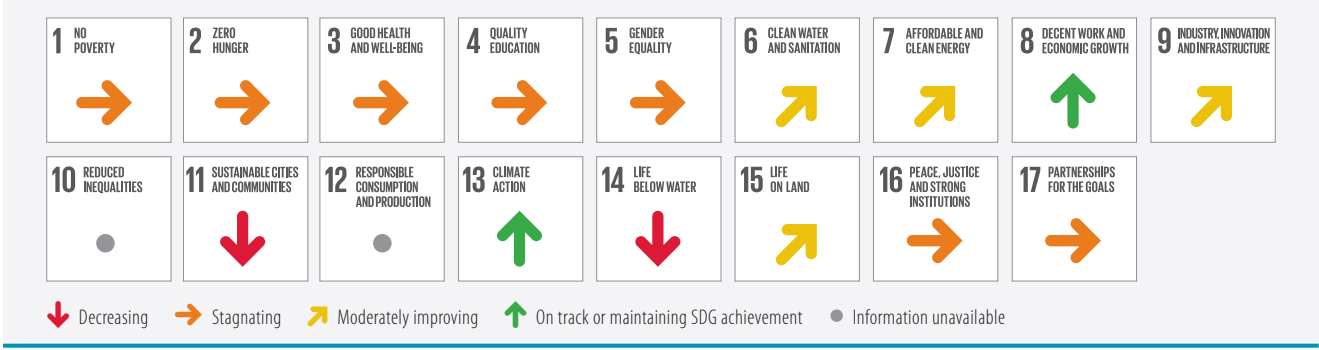 1 NO
POVERTY
2 ZERO
HUNGER
3 GOOD HEALTH
AND WELL-BEING
4 QUALITY
EDUCATION
5 GENDER
EQUALITY
6 CLEAN WATER
AND SANITATION
7 AFFORDABLE AND
CLEAN ENERGY
8 DECENT WORK AND
ECONOMIC GROWTH
9 INDUSTRY, INNOVATION
AND INFRASTRUCTURE
10 REDUCED
INEQUALITIES
11 SUSTAINABLE CITIES
AND COMMUNITIES
12 RESPONSIBLE
CONSUMPTION
AND PRODUCTION
13 CLIMATE
ACTION
14 LIFE
BELOW WATER
15 LIFE
ON LAND
16 PEACE, JUSTICE
AND STRONG
INSTITUTIONS
17 PARTNERSHIPS
FOR THE GOALS
Decreasing
Stagnating
Moderately improving
On track or maintaining SDG achievement
Information unavailable